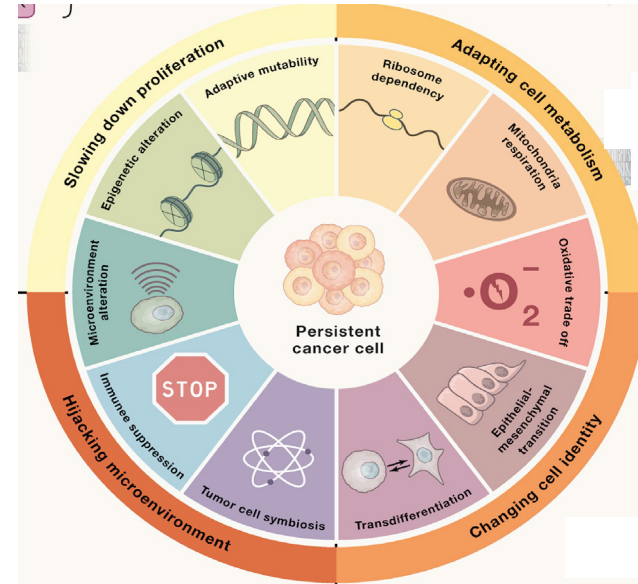 Slowing down proliferation
Adapting cell metabolism
Changing cell identity
Hijacking microenvironment
Adaptive mutability
Ribosome
dependency
Mitochondria
respiration
Oxidative trade off
•O2−
Epithelial-
mesenchymal
transition
Transdifferentiation
Tumor cell symbiosis
Immunee suppression
STOP
Microenvironment
alteration
Epigenetic alteration
Persistent
cancer cell